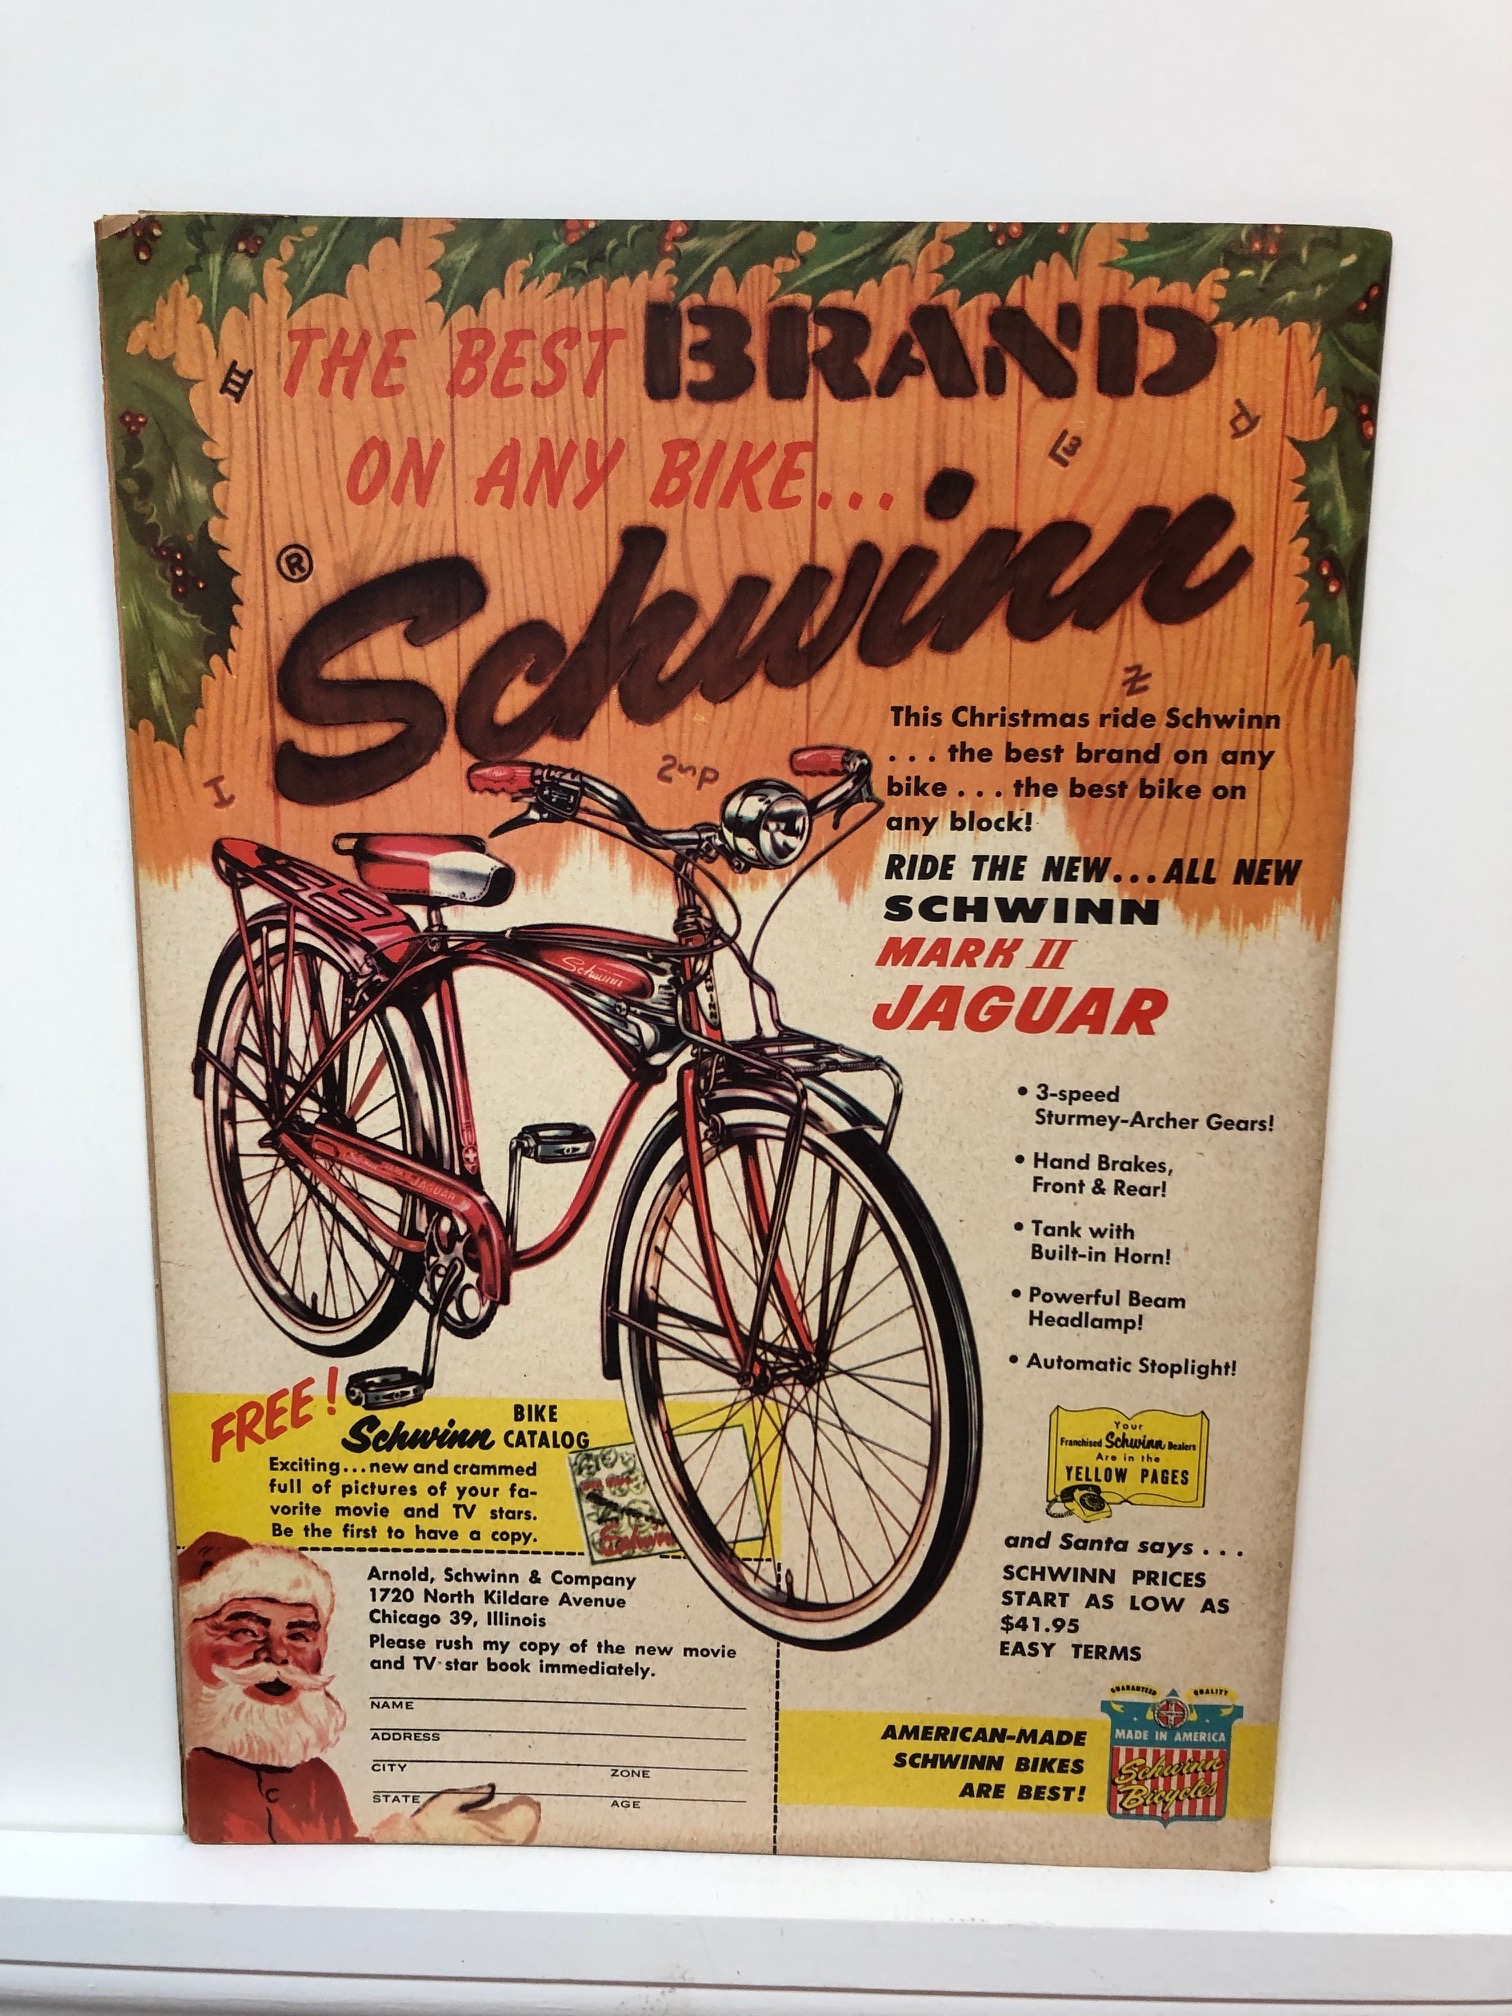 THE BEST BRAND
ON ANY BIKE...
® Schwinn
This Christmas ride Schwinn
. . . the best brand on any
bike . . . the best bike on
any block!
RIDE THE NEW...ALL NEW
SCHWINN
MARK II
JAGUAR
Schwinn
JAGUAR
• 3-speed
Sturmey-Archer Gears!
• Hand Brakes,
Front & Rear!
• Tank with
Built-in Horn!
• Powerful Beam
Headlamp!
• Automatic Stoplight!
FREE!
Schwinn BIKE CATALOG
Exciting...new and crammed
full of pictures of your fa-
vorite movie and TV stars.
Be the first to have a copy.
Schwinn
Your
Franchised Schwinn Dealers
Are in the
YELLOW PAGES
and Santa says . . .
SCHWINN PRICES
START AS LOW AS
$41.95
EASY TERMS
Arnold, Schwinn & Company
1720 North Kildare Avenue
Chicago 39, Illinois
Please rush my copy of the new movie
and TV star book immediately.
NAME
ADDRESS
CITY ZONE
STATE AGE
AMERICAN-MADE
SCHWINN BIKES
ARE BEST!
GUARANTEED QUALITY
MADE IN AMERICA
Schwinn
Bicycles